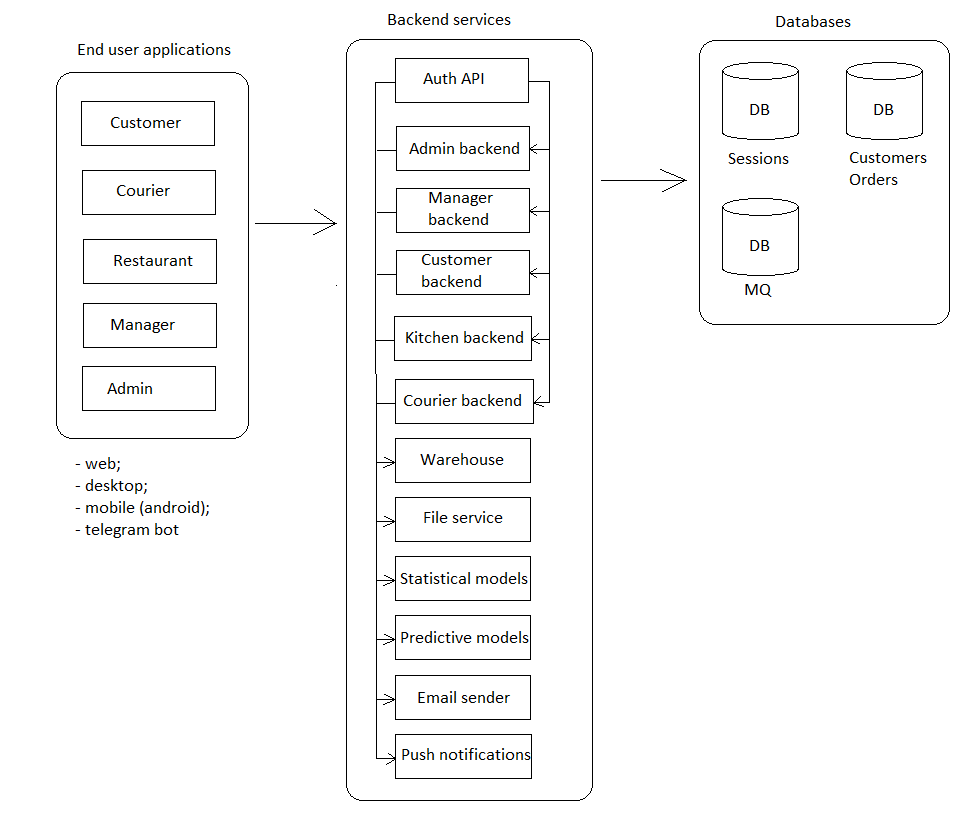 End user applications
Customer
Courier
Restaurant
Manager
Admin
- web;
- desktop;
- mobile (android);
- telegram bot
Backend services
Auth API
Admin backend
Manager
backend
Customer
backend
Kitchen backend
Courier backend
Warehouse
File service
Statistical models
Predictive models
Email sender
Push notifications
Databases
DB
Sessions
DB
Customers
Orders
DB
MQ